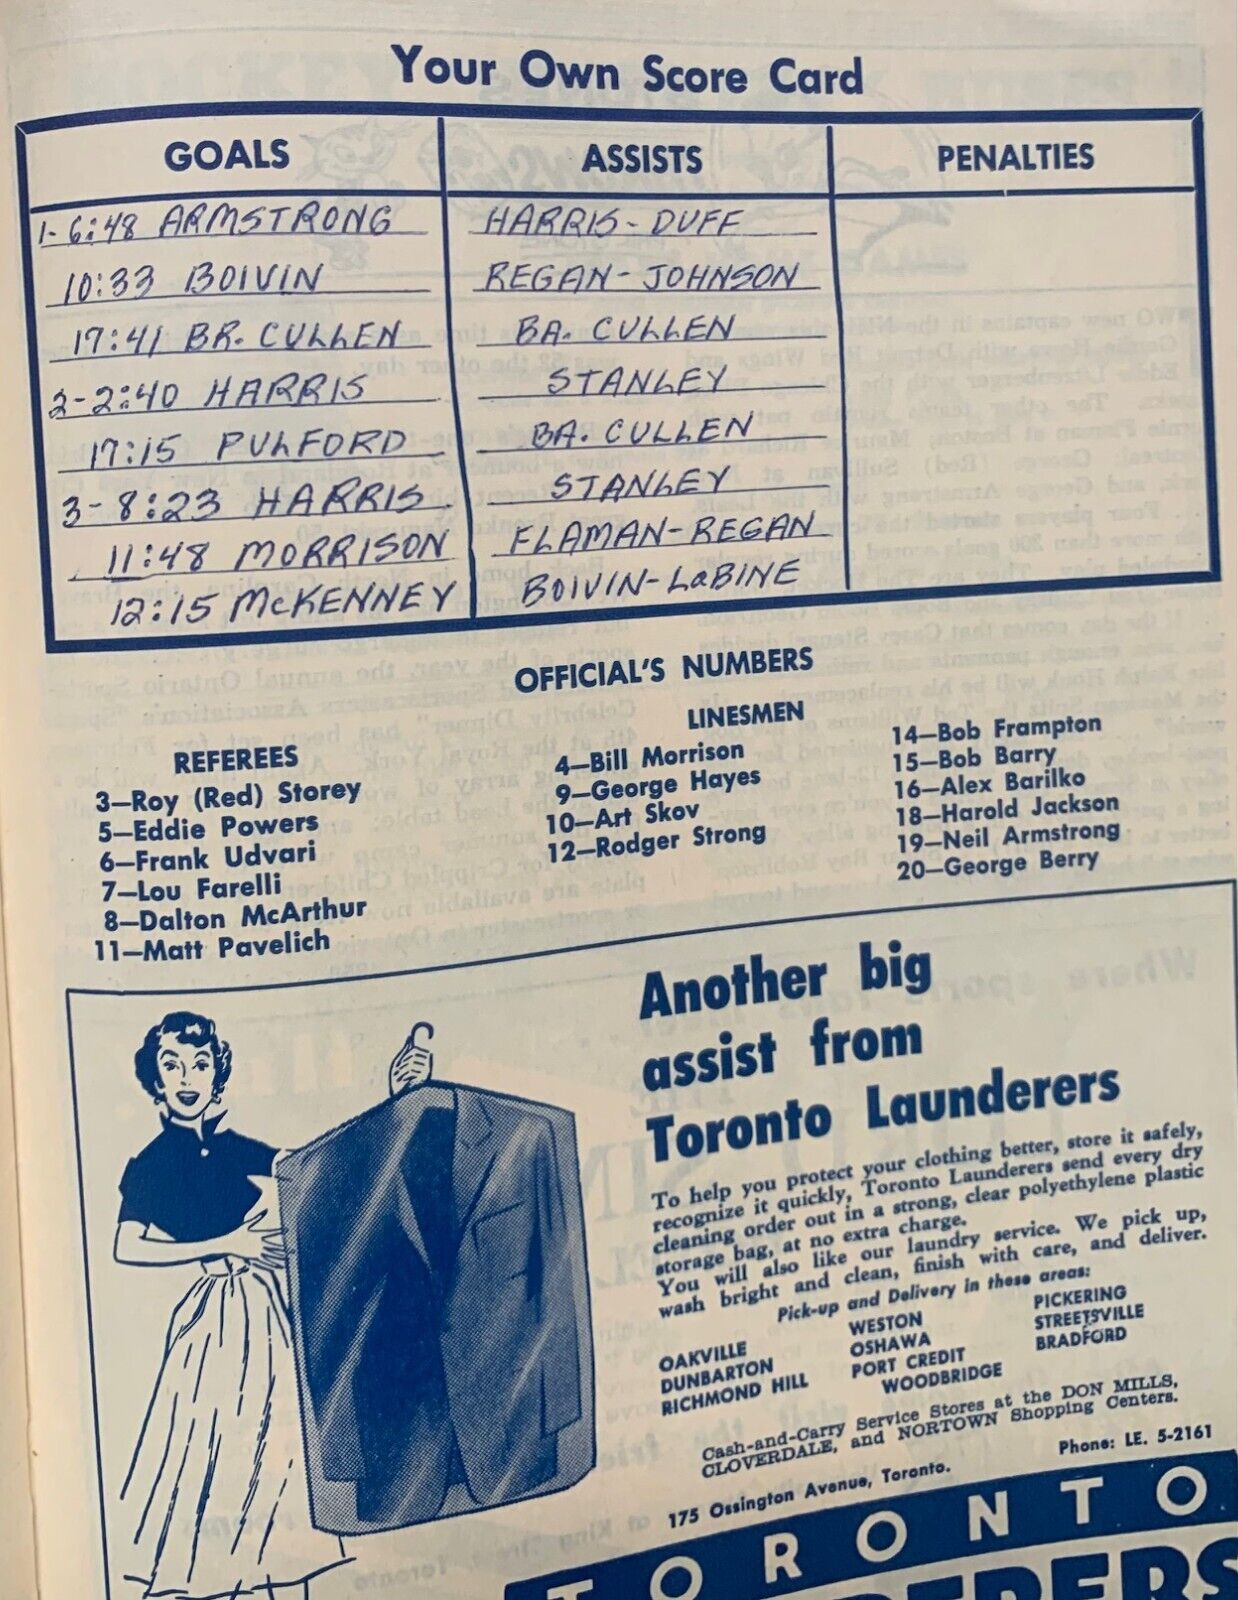 Your Own Score Card
GOALS ASSISTS PENALTIES
1- 6:48 ARMSTRONG HARRIS - DUFF
10:33 BOIVIN REGAN - JOHNSON
17:41 BR. CULLEN BA. CULLEN
2- 2:40 HARRIS STANLEY
17:15 PULFORD BA. CULLEN
3- 8:23 HARRIS STANLEY
11:48 MORRISON FLAMAN-REGAN
12:15 McKENNEY BOIVIN-LaBINE
OFFICIAL'S NUMBERS
REFEREES
3—Roy (Red) Storey
5—Eddie Powers
6—Frank Udvari
7—Lou Farelli
8—Dalton McArthur
11—Matt Pavelich
LINESMEN
4—Bill Morrison
9—George Hayes
10—Art Skov
12—Rodger Strong
14—Bob Frampton
15—Bob Barry
16—Alex Barilko
18—Harold Jackson
19—Neil Armstrong
20—George Berry
Another big
assist from
Toronto Launderers
To help you protect your clothing better, store it safely,
recognize it quickly, Toronto Launderers send every dry
cleaning order out in a strong, clear polyethylene plastic
storage bag, at no extra charge.
You will also like our laundry service. We pick up,
wash bright and clean, finish with care, and deliver.
Pick-up and Delivery in these areas:
OAKVILLE WESTON PICKERING
DUNBARTON OSHAWA STREETSVILLE
RICHMOND HILL PORT CREDIT BRADFORD
WOODBRIDGE
Cash-and-Carry Service Stores at the DON MILLS,
CLOVERDALE, and NORTOWN Shopping Centers.
175 Ossington Avenue, Toronto. Phone: LE. 5-2161
TORONTO